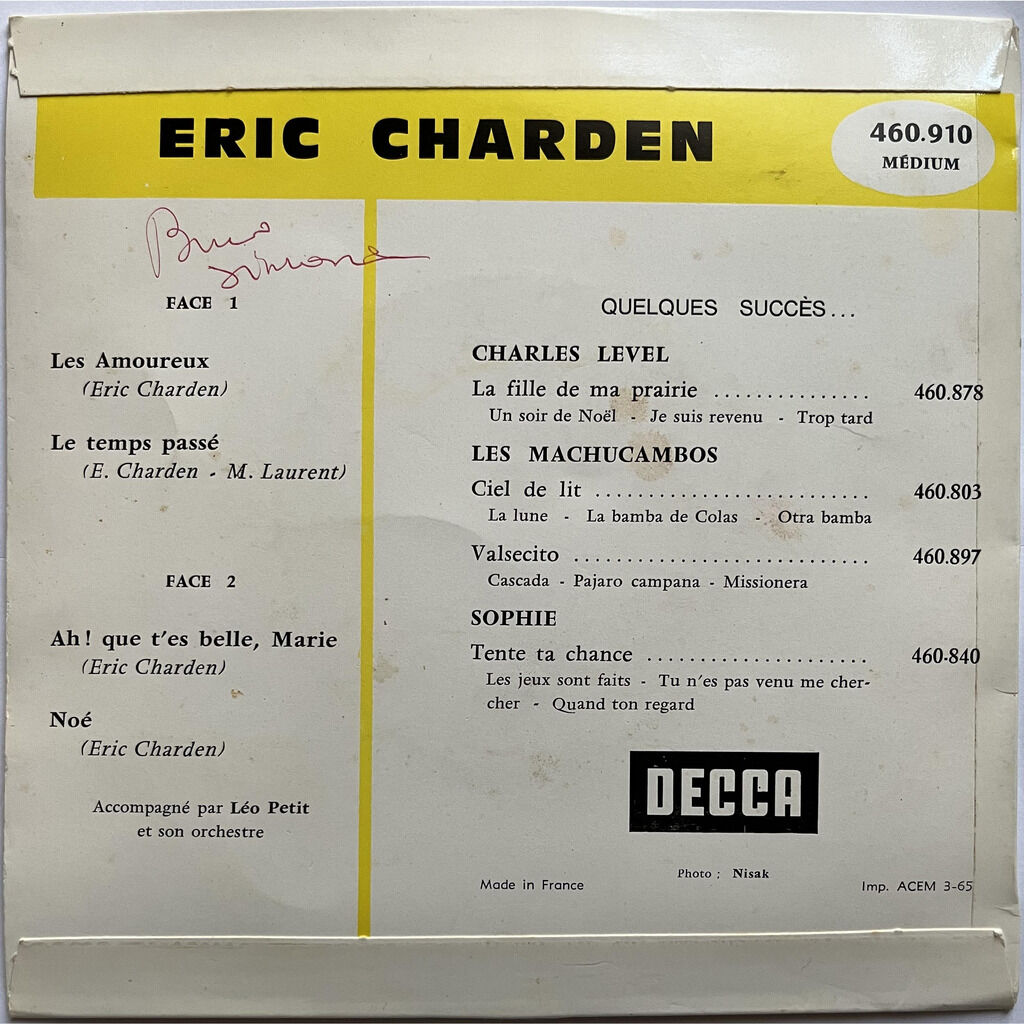 ERIC CHARDEN
460.910
MÉDIUM
Bruno
Simone
FACE 1
Les Amoureux
(Eric Charden)
Le temps passé
(E. Charden - M. Laurent)
FACE 2
Ah! que t'es belle, Marie
(Eric Charden)
Noé
(Eric Charden)
Accompagné par Léo Petit
et son orchestre
QUELQUES SUCCÈS...
CHARLES LEVEL
La fille de ma prairie ............... 460.878
Un soir de Noël - Je suis revenu - Trop tard
LES MACHUCAMBOS
Ciel de lit .......................... 460.803
La lune - La bamba de Colas - Otra bamba
Valsecito ............................ 460.897
Cascada - Pajaro campana - Missionera
SOPHIE
Tente ta chance ..................... 460.840
Les jeux sont faits - Tu n'es pas venu me cher-
cher - Quand ton regard
DECCA
Photo : Nisak
Made in France
Imp. ACEM 3-65